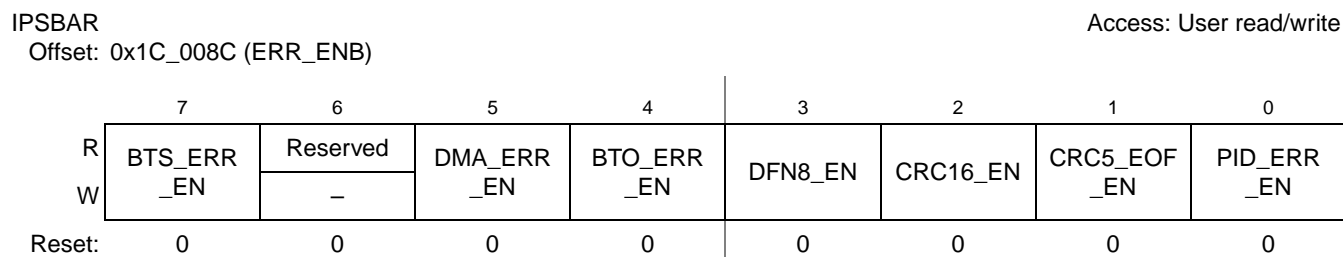 IPSBAR Access: User read/write
Offset: 0x1C_008C (ERR_ENB)
7 6 5 4 3 2 1 0
R BTS_ERR Reserved DMA_ERR BTO_ERR DFN8_EN CRC16_EN CRC5_EOF PID_ERR
W _EN – _EN _EN _EN _EN
Reset: 0 0 0 0 0 0 0 0